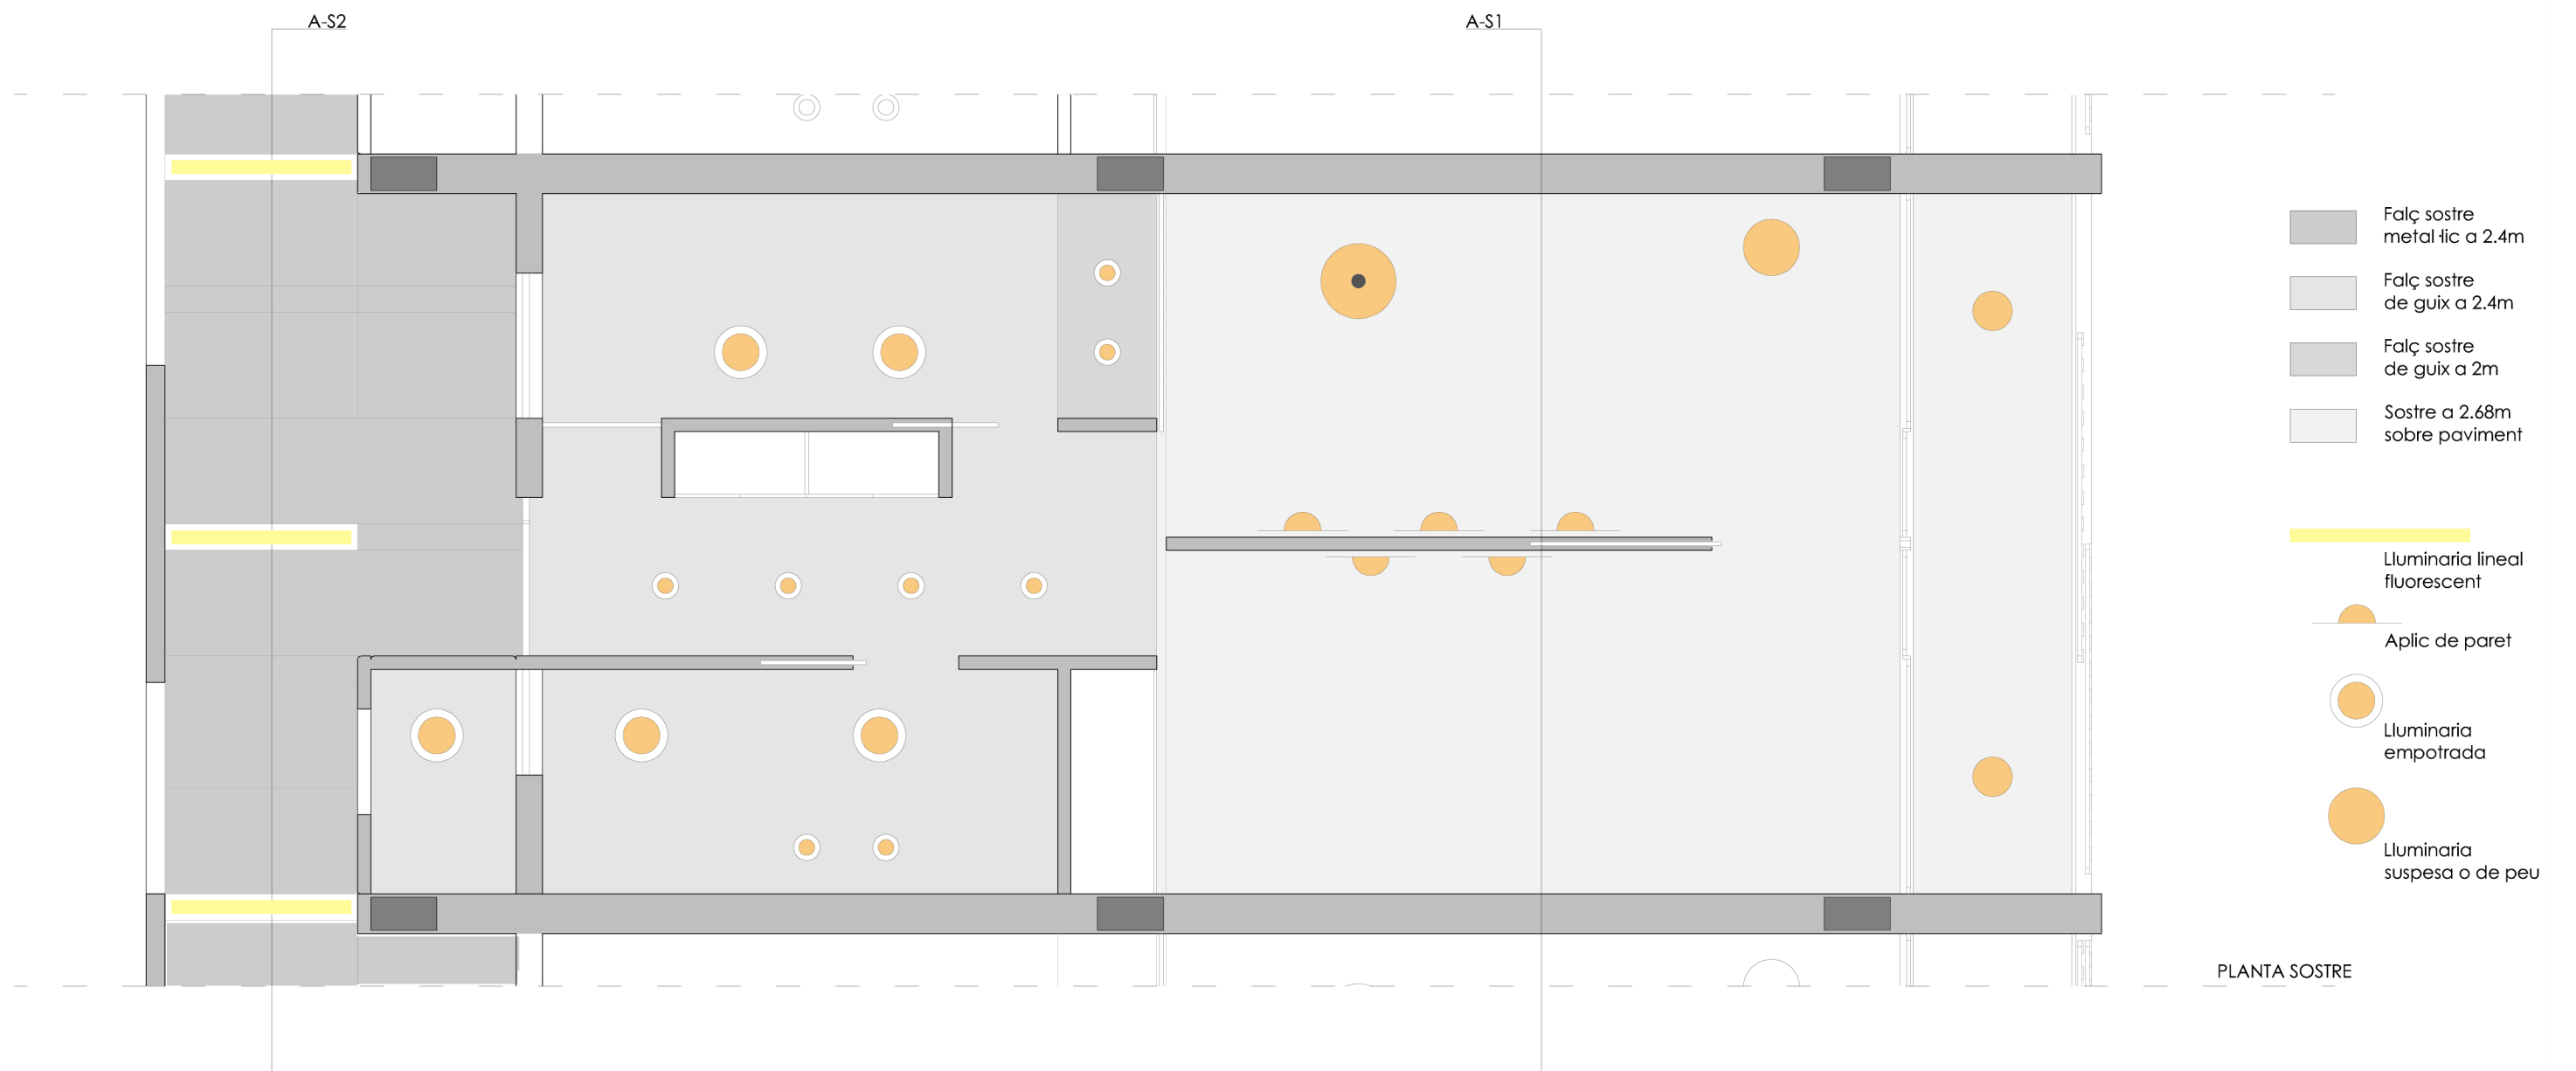 A-S2
A-S1
Falç sostre
metal·lic a 2.4m
Falç sostre
de guix a 2.4m
Falç sostre
de guix a 2m
Sostre a 2.68m
sobre paviment
Lluminaria lineal
fluorescent
Aplic de paret
Lluminaria
empotrada
Lluminaria
suspesa o de peu
PLANTA SOSTRE